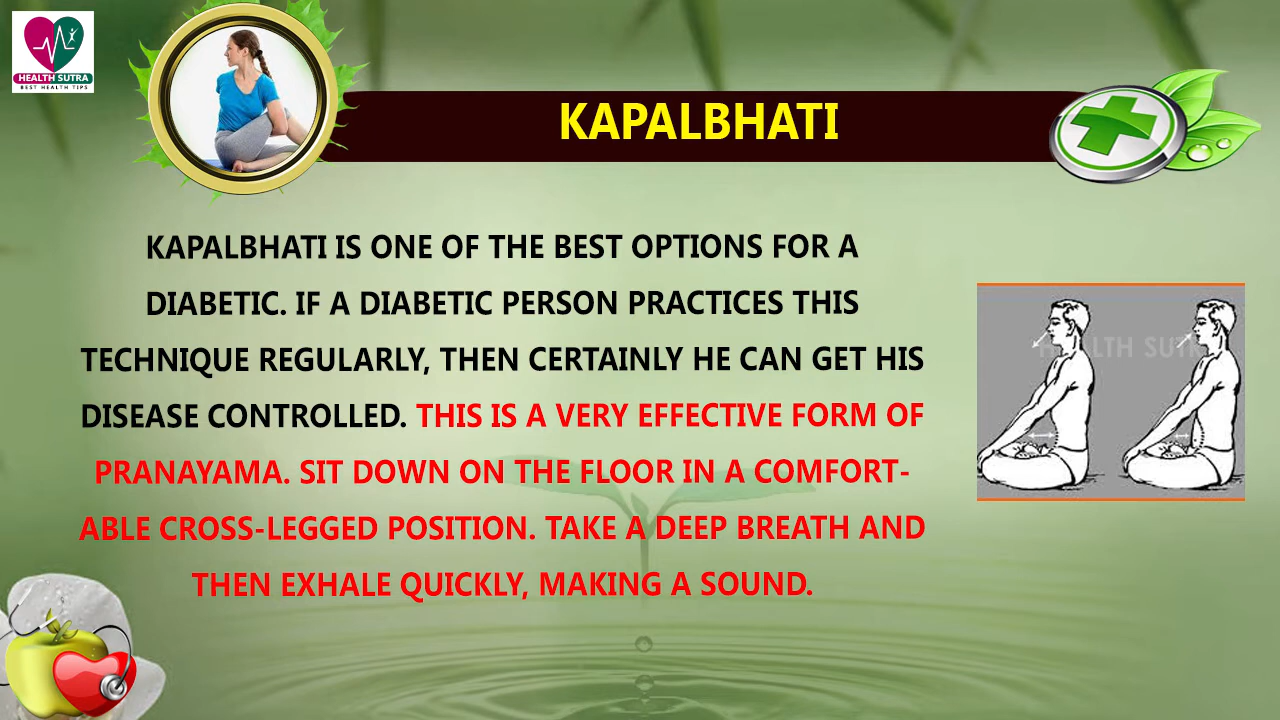 HEALTH SUTRA
BEST HEALTH TIPS
KAPALBHATI
KAPALBHATI IS ONE OF THE BEST OPTIONS FOR A
DIABETIC. IF A DIABETIC PERSON PRACTICES THIS
TECHNIQUE REGULARLY, THEN CERTAINLY HE CAN GET HIS
DISEASE CONTROLLED. THIS IS A VERY EFFECTIVE FORM OF
PRANAYAMA. SIT DOWN ON THE FLOOR IN A COMFORT-
ABLE CROSS-LEGGED POSITION. TAKE A DEEP BREATH AND
THEN EXHALE QUICKLY, MAKING A SOUND.
HEALTH SUTRA